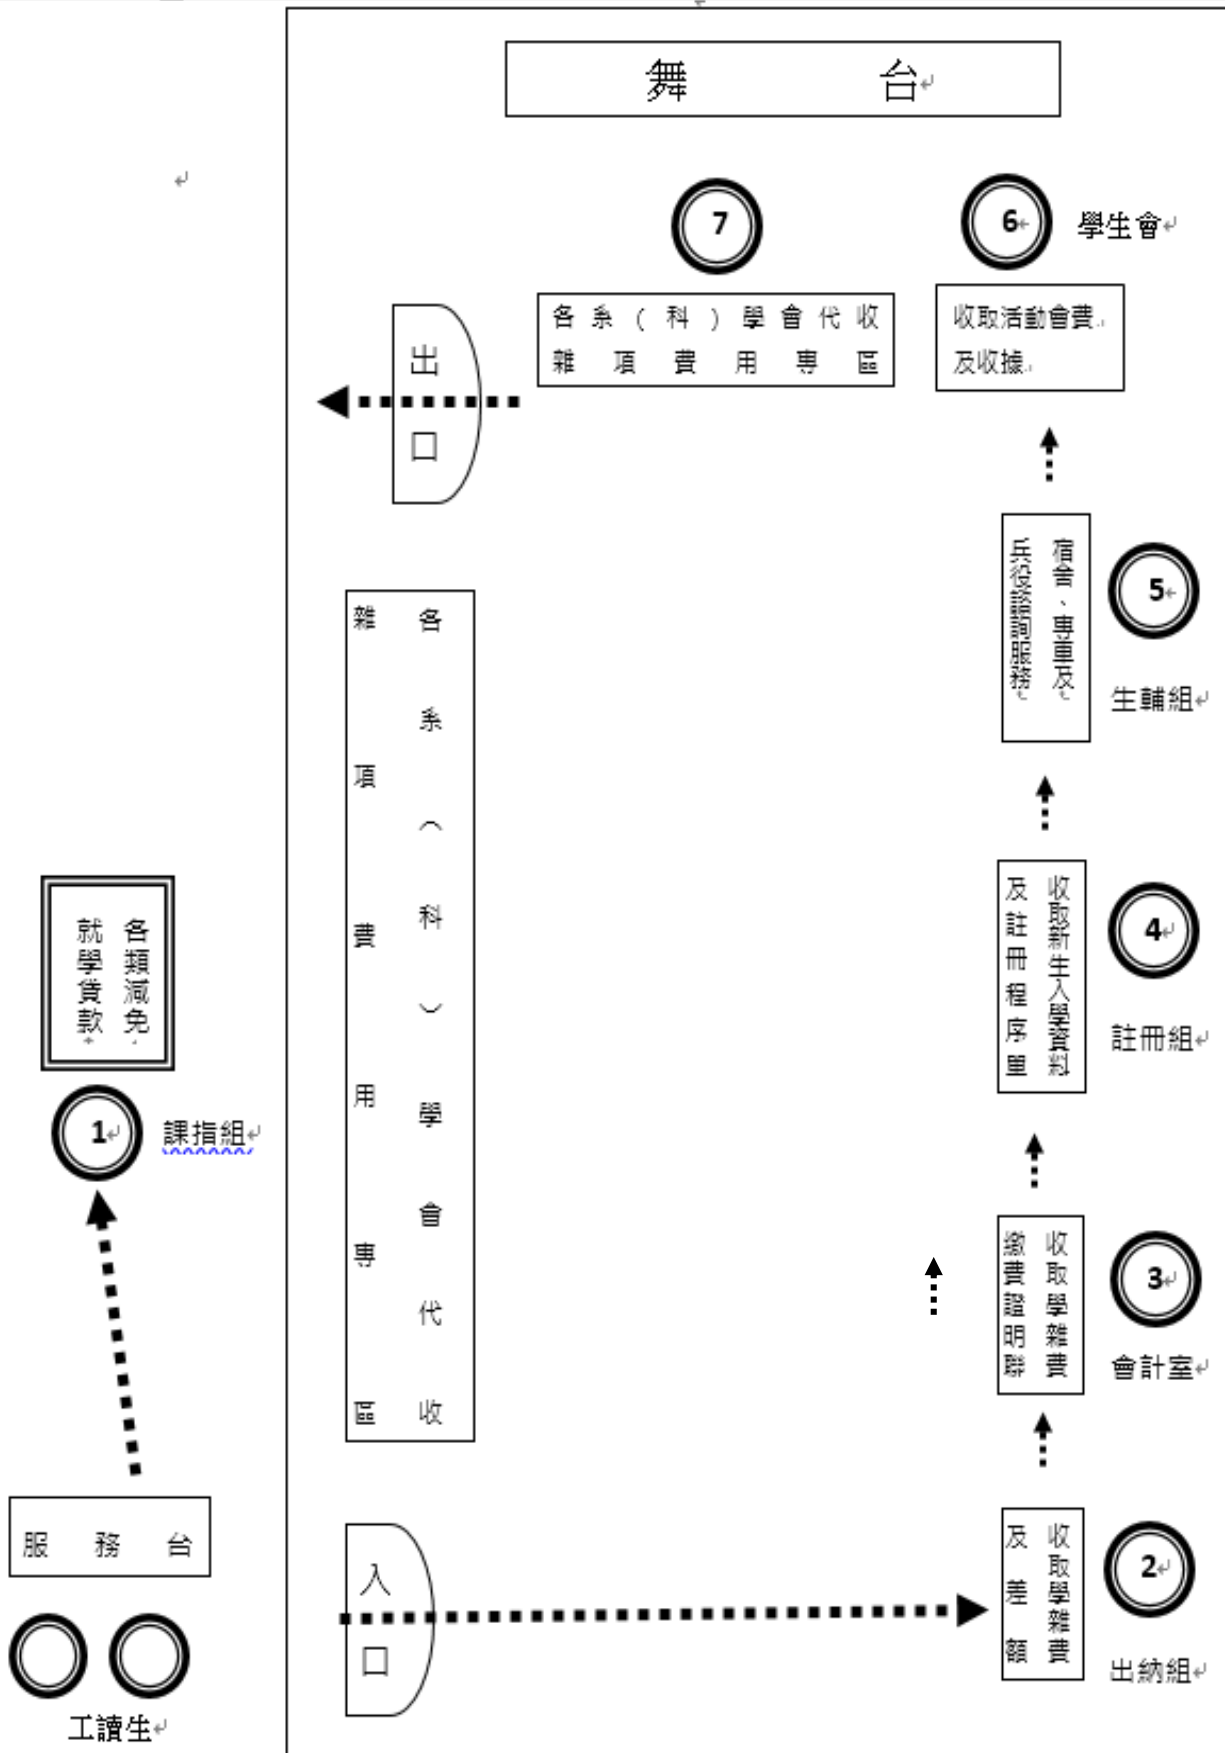 舞台
7
6
學生會
各系(科)學會代收
雜項費用專區
收取活動會費
及收據
出口
宿舍、專車及
兵役諮詢服務
5
生輔組
各系(科)學會代收
雜項費用專區
收取新生入學資料
及註冊程序單
4
註冊組
各類減免
就學貸款
1
課指組
收取學雜費
繳費證明聯
3
會計室
服務台
入口
收取學雜費
及差額
2
出納組
工讀生